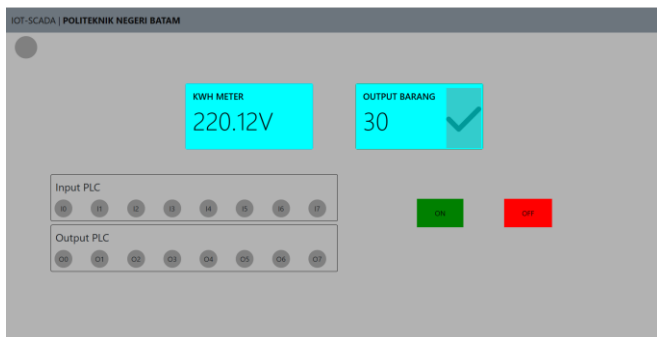 IOT-SCADA | POLITEKNIK NEGERI BATAM
KWH METER
220.12V
OUTPUT BARANG
30
Input PLC
I0 I1 I2 I3 I4 I5 I6 I7
Output PLC
O0 O1 O2 O3 O4 O5 O6 O7
ON
OFF